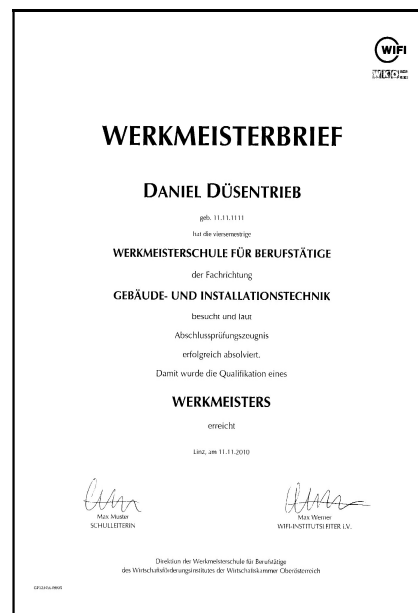 WIFI
WKO
WERKMEISTERBRIEF
DANIEL DÜSENTRIEB
geb. 11.11.1111
hat die viersemestrige
WERKMEISTERSCHULE FÜR BERUFSTÄTIGE
der Fachrichtung
GEBÄUDE- UND INSTALLATIONSTECHNIK
besucht und laut
Abschlussprüfungszeugnis
erfolgreich absolviert.
Damit wurde die Qualifikation eines
WERKMEISTERS
erreicht
Linz, am 11.11.2010
Max Muster
SCHULLEITERIN
Max Werner
WIFI-INSTITUTSLEITER i.V.
Direktion der Werkmeisterschule für Berufstätige
des Wirtschaftsförderungsinstitutes der Wirtschaftskammer Oberösterreich